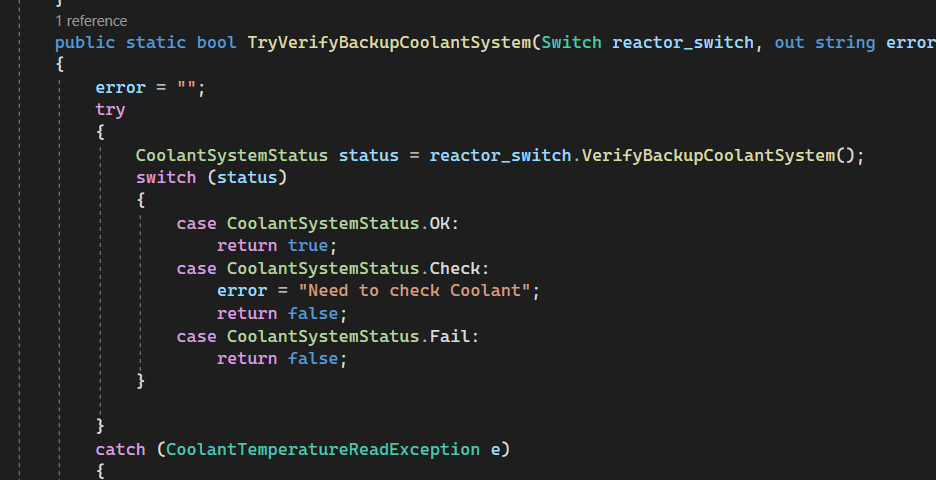 }
1 reference
public static bool TryVerifyBackupCoolantSystem(Switch reactor_switch, out string error
{
error = "";
try
{
CoolantSystemStatus status = reactor_switch.VerifyBackupCoolantSystem();
switch (status)
{
case CoolantSystemStatus.OK:
return true;
case CoolantSystemStatus.Check:
error = "Need to check Coolant";
return false;
case CoolantSystemStatus.Fail:
return false;
}
}
catch (CoolantTemperatureReadException e)
{